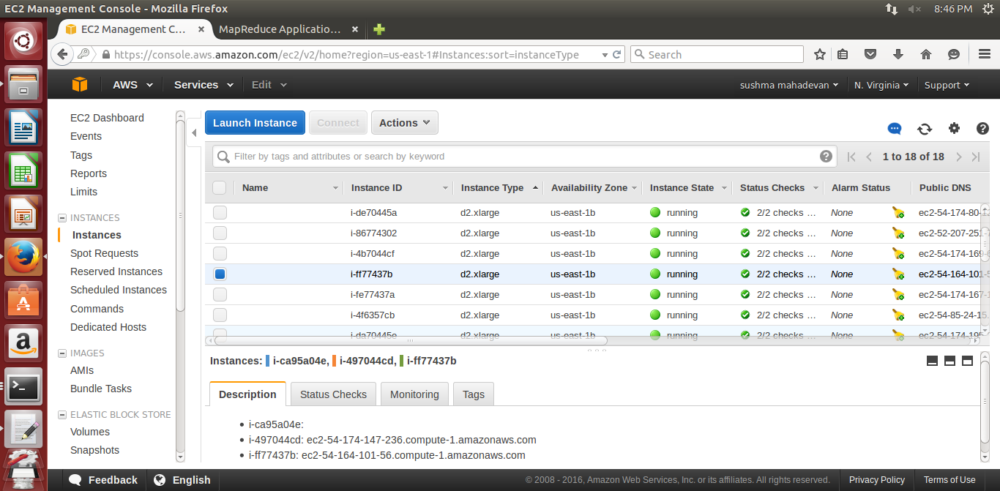 EC2 Management Console - Mozilla Firefox
8:46 PM
EC2 Management C... ×
MapReduce Applicatio... ×
https://console.aws.amazon.com/ec2/v2/home?region=us-east-1#Instances:sort=instanceType
Search
AWS Services Edit
sushma mahadevan N. Virginia Support
EC2 Dashboard
Events
Tags
Reports
Limits
INSTANCES
Instances
Spot Requests
Reserved Instances
Scheduled Instances
Commands
Dedicated Hosts
IMAGES
AMIs
Bundle Tasks
ELASTIC BLOCK STORE
Volumes
Snapshots
Launch Instance Connect Actions
Filter by tags and attributes or search by keyword
1 to 18 of 18
Name Instance ID Instance Type Availability Zone Instance State Status Checks Alarm Status Public DNS
i-de70445a d2.xlarge us-east-1b running 2/2 checks ... None ec2-54-174-80-12
i-86774302 d2.xlarge us-east-1b running 2/2 checks ... None ec2-52-207-251-7
i-4b7044cf d2.xlarge us-east-1b running 2/2 checks ... None ec2-54-174-169-6
i-ff77437b d2.xlarge us-east-1b running 2/2 checks ... None ec2-54-164-101-5
i-fe77437a d2.xlarge us-east-1b running 2/2 checks ... None ec2-54-174-167-1
i-4f6357cb d2.xlarge us-east-1b running 2/2 checks ... None ec2-54-85-24-15.
i-da70445e d2.xlarge us-east-1b running 2/2 checks ... None ec2-54-174-195
Instances: i-ca95a04e, i-497044cd, i-ff77437b
Description Status Checks Monitoring Tags
• i-ca95a04e:
• i-497044cd: ec2-54-174-147-236.compute-1.amazonaws.com
• i-ff77437b: ec2-54-164-101-56.compute-1.amazonaws.com
Feedback English
© 2008 - 2016, Amazon Web Services, Inc. or its affiliates. All rights reserved. Privacy Policy Terms of Use